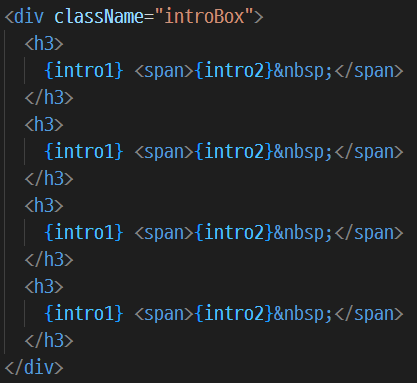 <div className="introBox">
<h3>
{intro1} <span>{intro2}&nbsp;</span>
</h3>
<h3>
{intro1} <span>{intro2}&nbsp;</span>
</h3>
<h3>
{intro1} <span>{intro2}&nbsp;</span>
</h3>
<h3>
{intro1} <span>{intro2}&nbsp;</span>
</h3>
</div>